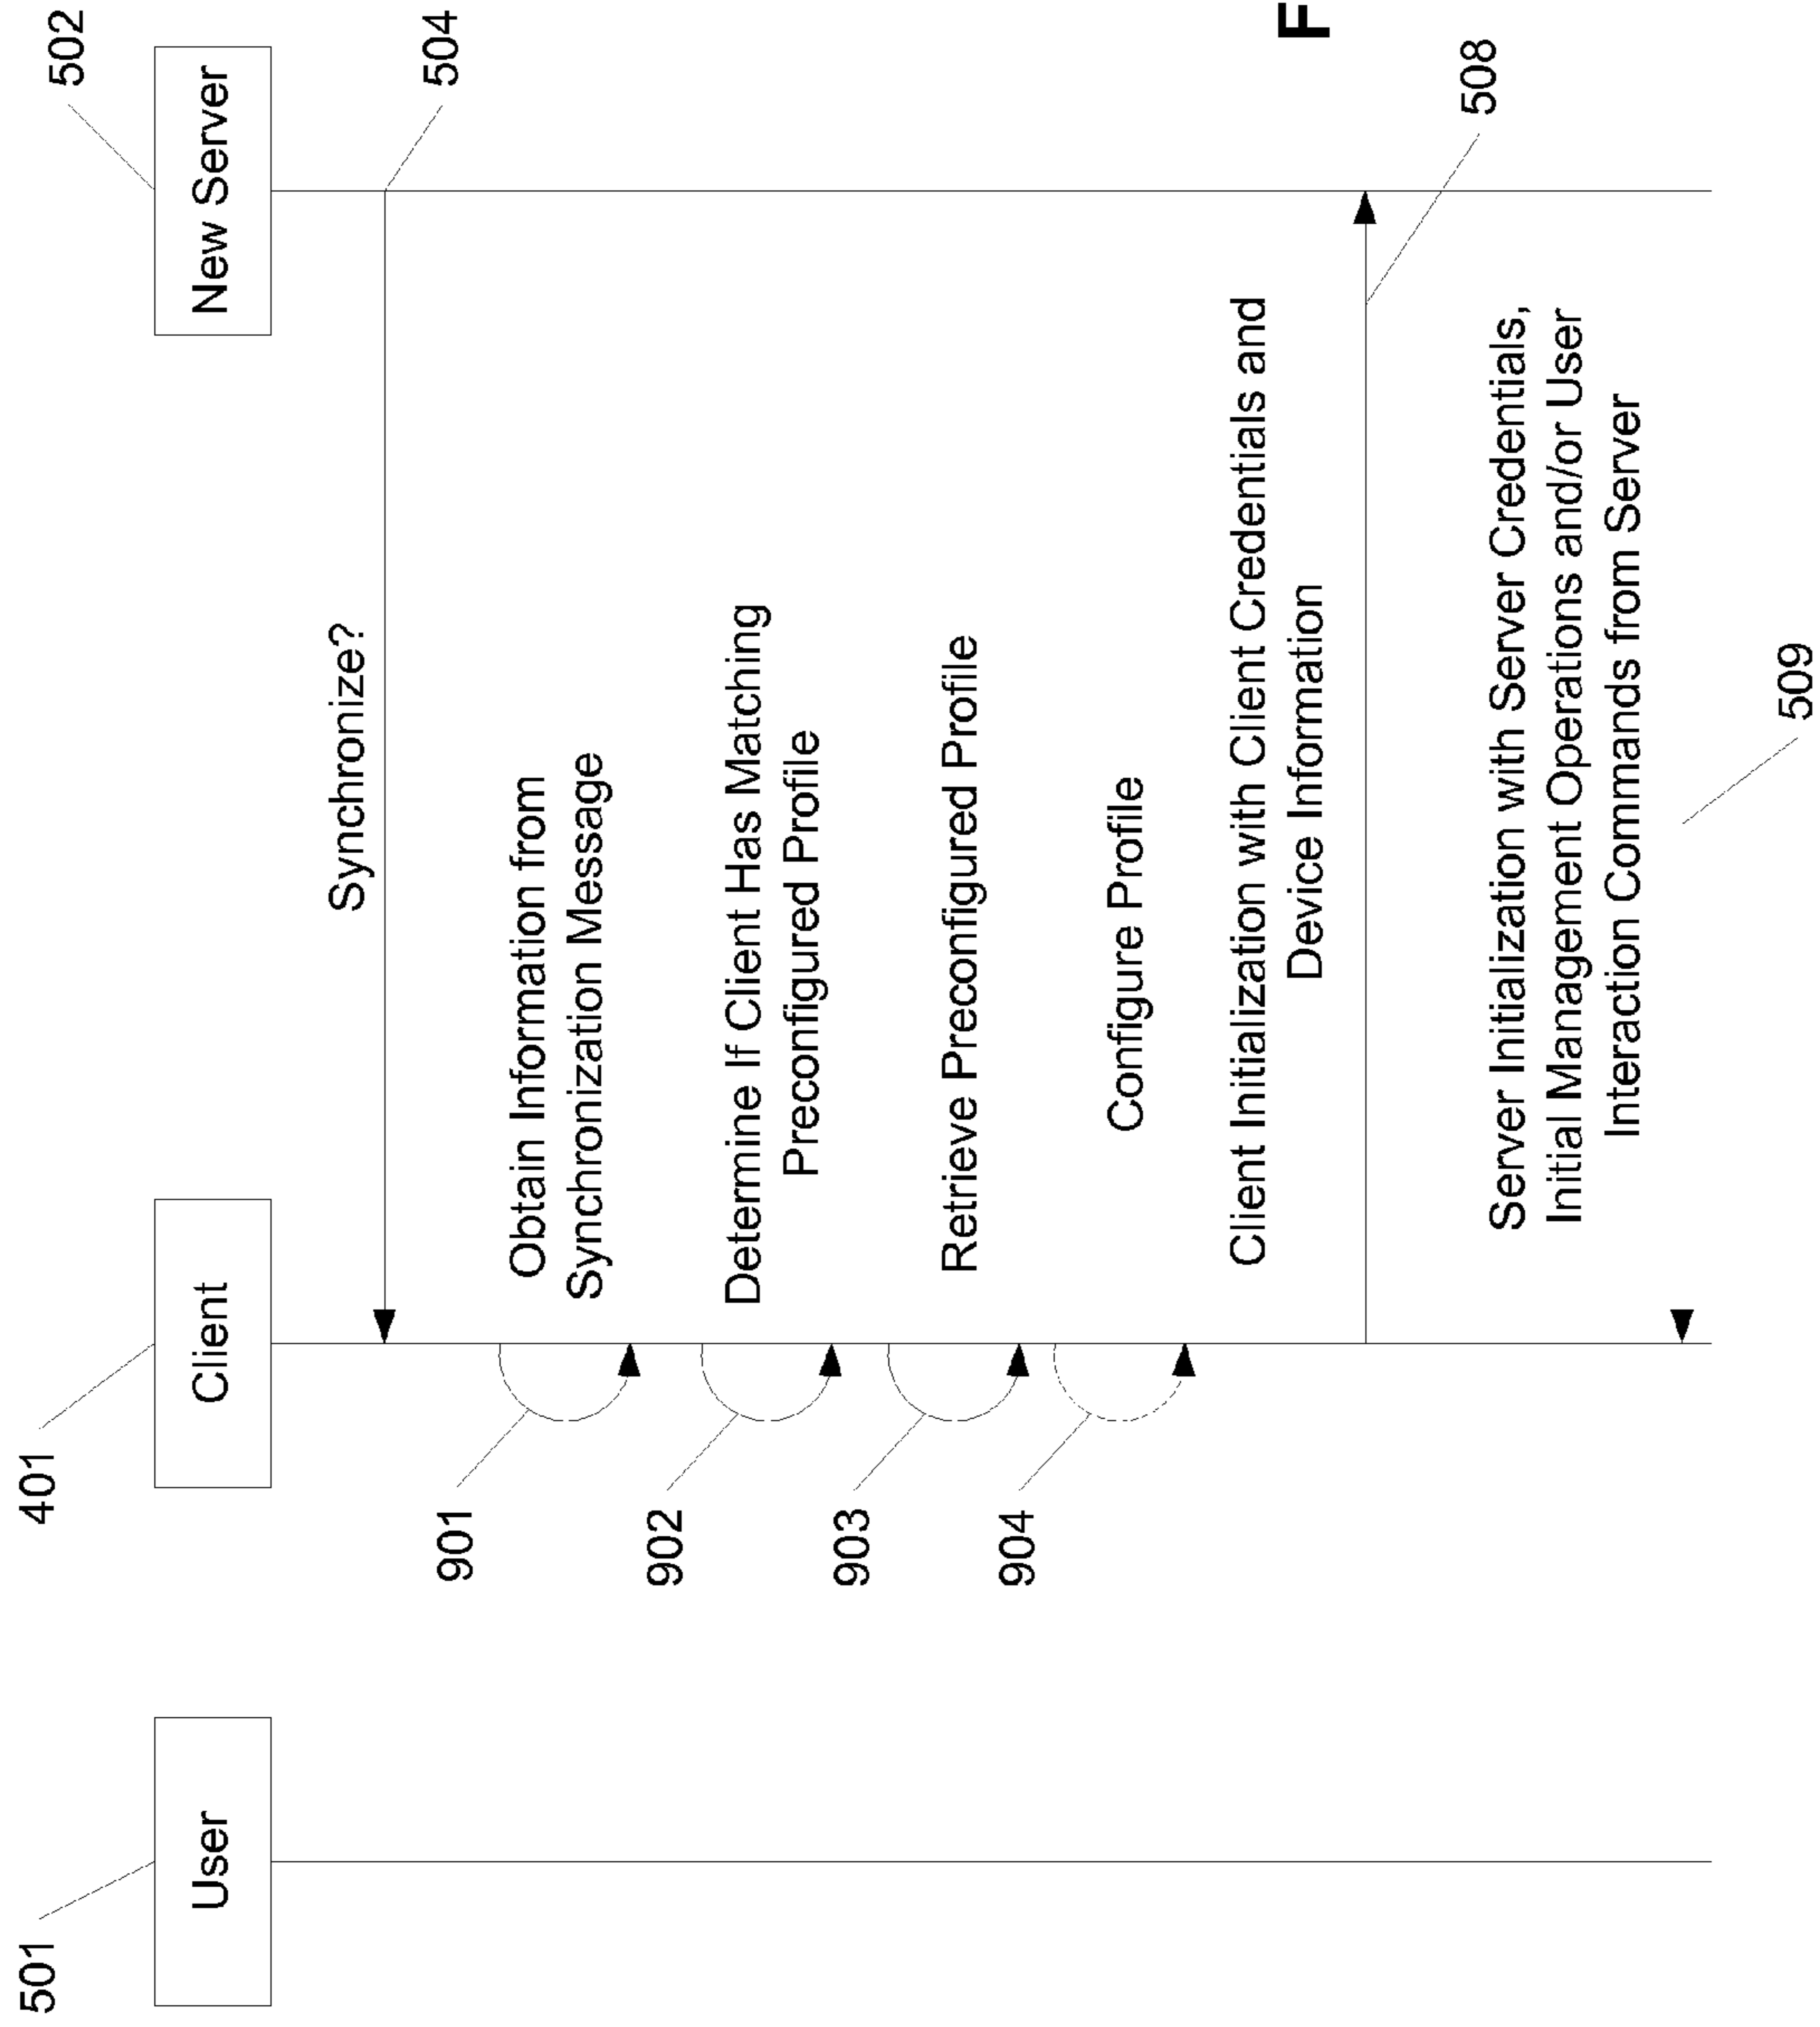 501
401
502
User
Client
New Server
Synchronize?
504
901
Obtain Information from
Synchronization Message
902
Determine If Client Has Matching
Preconfigured Profile
903
Retrieve Preconfigured Profile
904
Configure Profile
Client Initialization with Client Credentials and
Device Information
F
508
Server Initialization with Server Credentials,
Initial Management Operations and/or User
Interaction Commands from Server
509